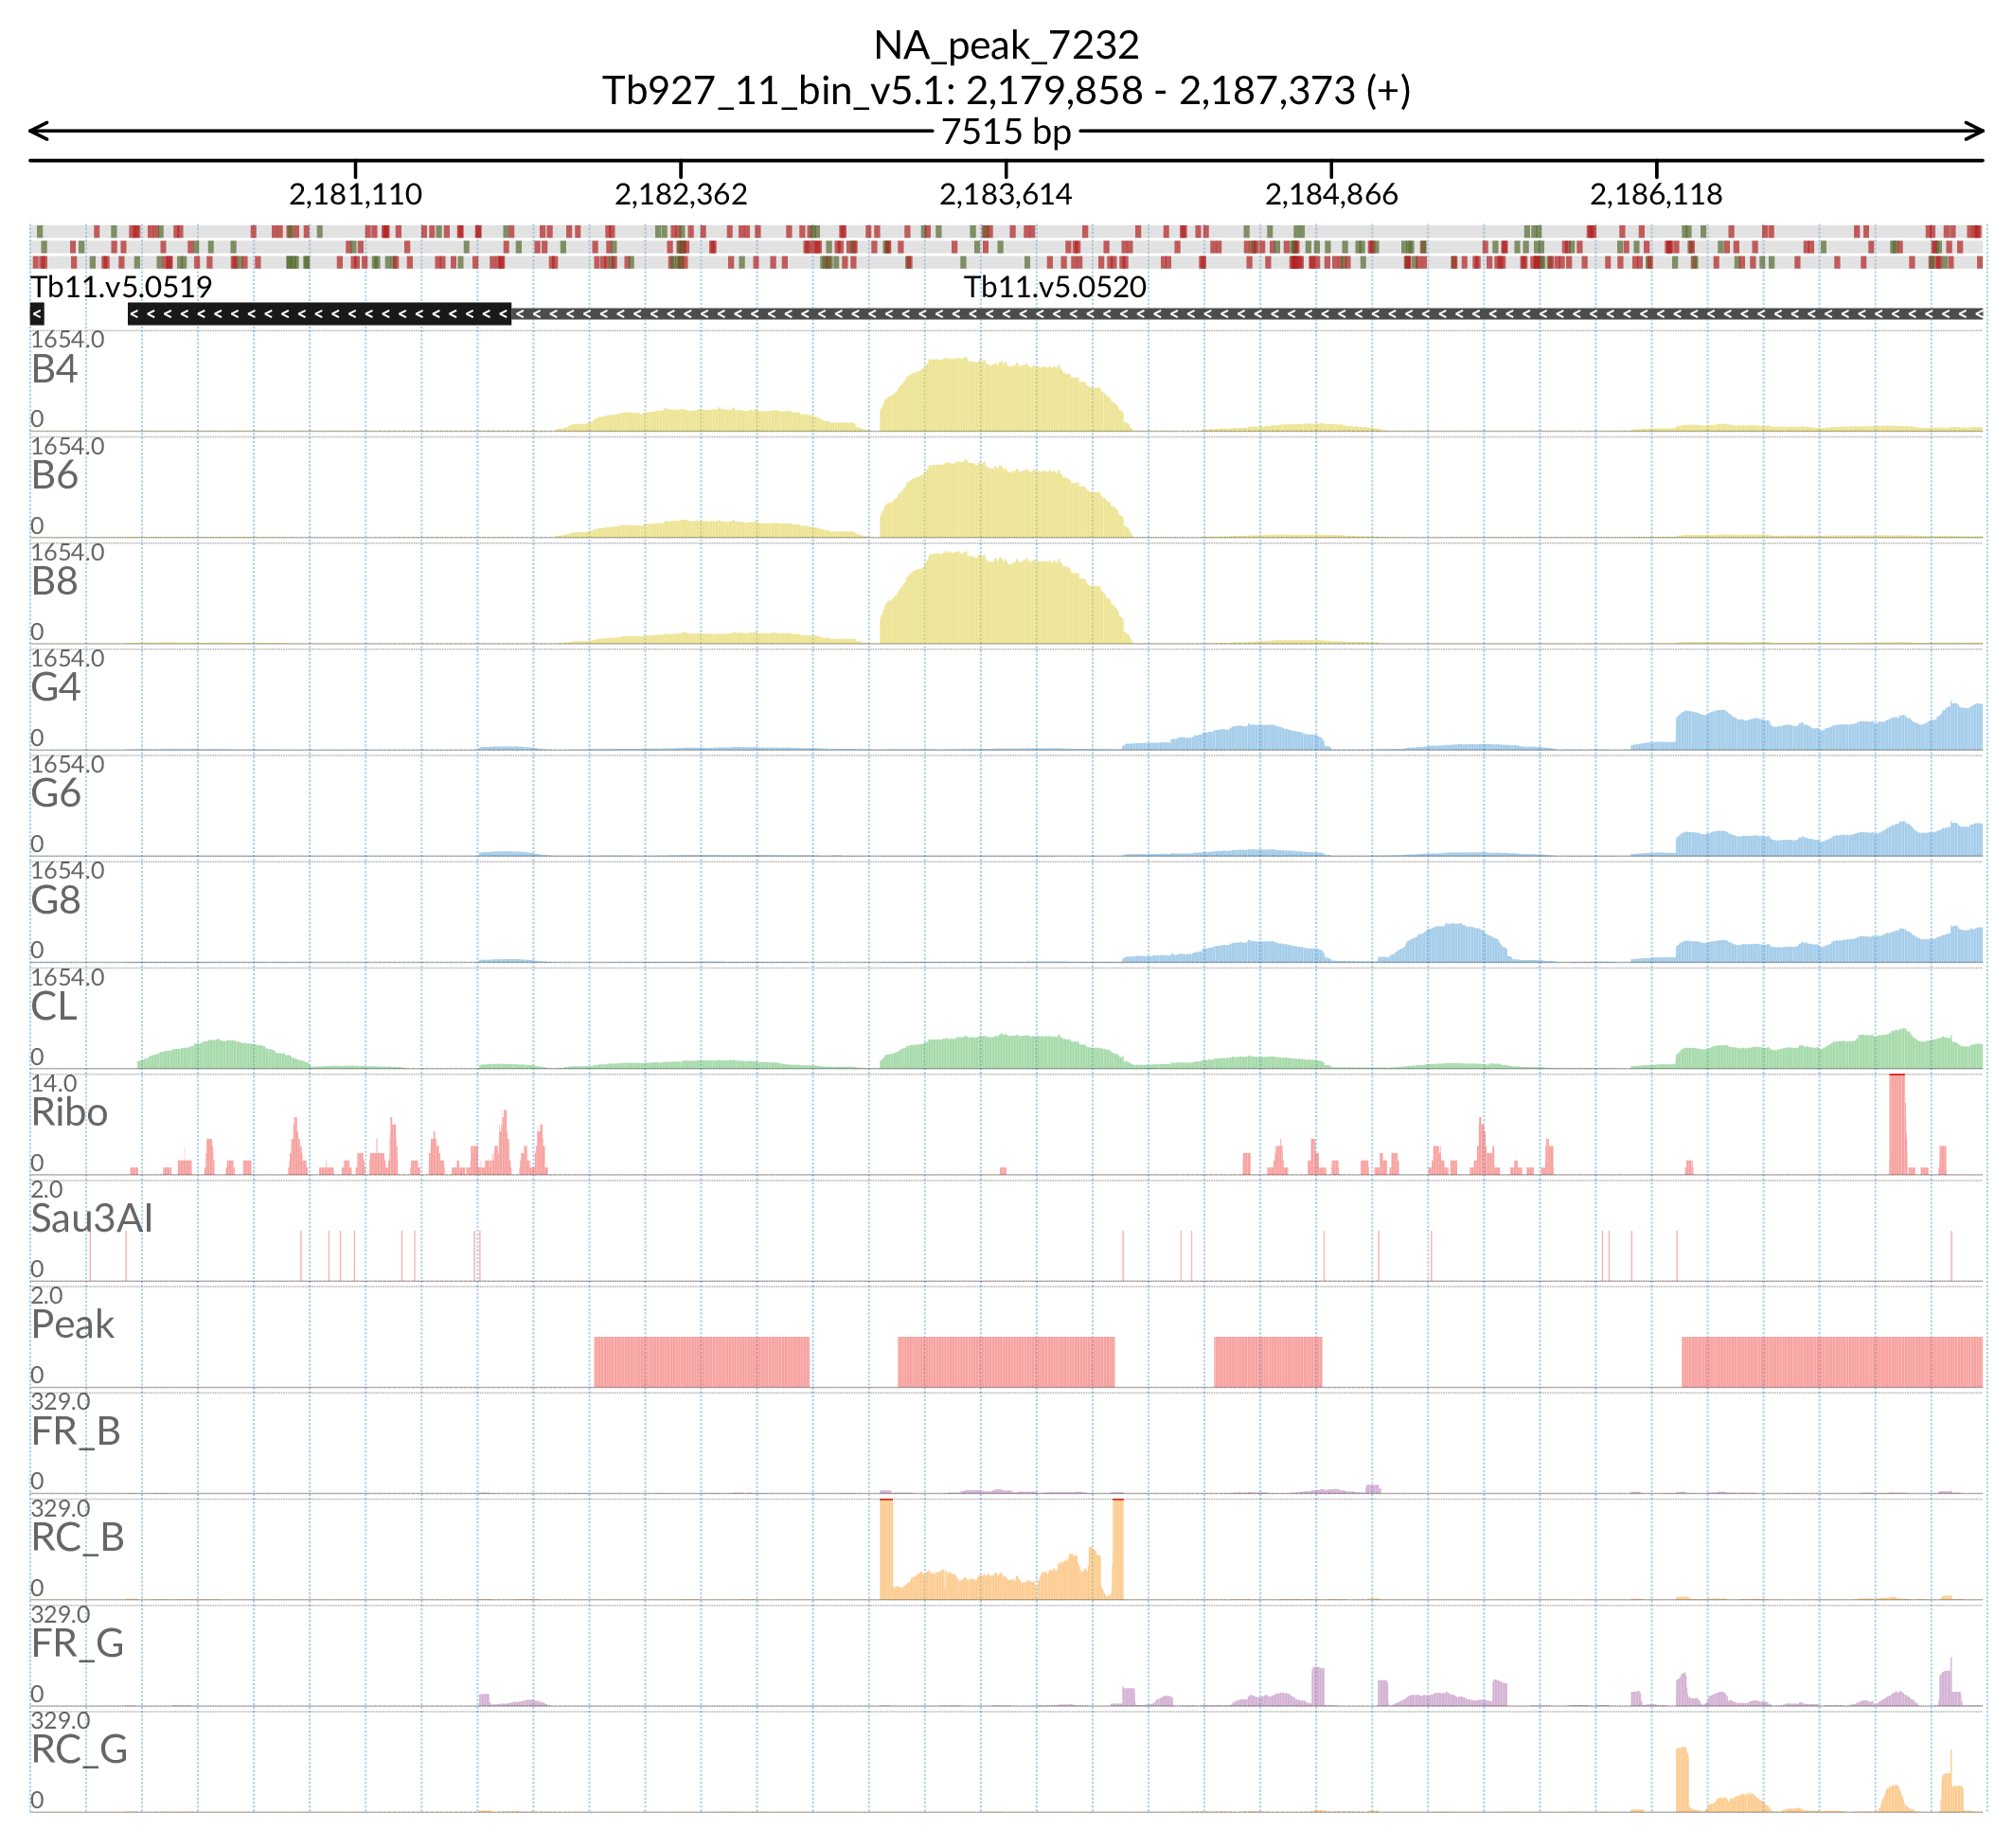 NA_peak_7232
Tb927_11_bin_v5.1: 2,179,858 - 2,187,373 (+)
7515 bp
2,181,110 2,182,362 2,183,614 2,184,866 2,186,118
Tb11.v5.0519 Tb11.v5.0520
1654.0
B4
0
1654.0
B6
0
1654.0
B8
0
1654.0
G4
0
1654.0
G6
0
1654.0
G8
0
1654.0
CL
0
14.0
Ribo
0
2.0
Sau3AI
0
2.0
Peak
0
329.0
FR_B
0
329.0
RC_B
0
329.0
FR_G
0
329.0
RC_G
0